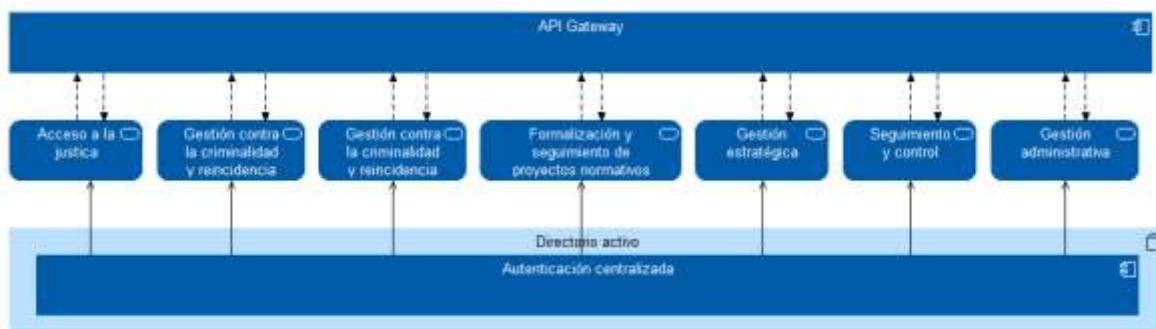 API Gateway
Acceso a la
justica
Gestión contra
la criminalidad
y reincidencia
Gestión contra
la criminalidad
y reincidencia
Formalización y
seguimiento de
proyectos normativos
Gestión
estratégica
Seguimiento
y control
Gestión
administrativa
Directorio activo
Autenticación centralizada